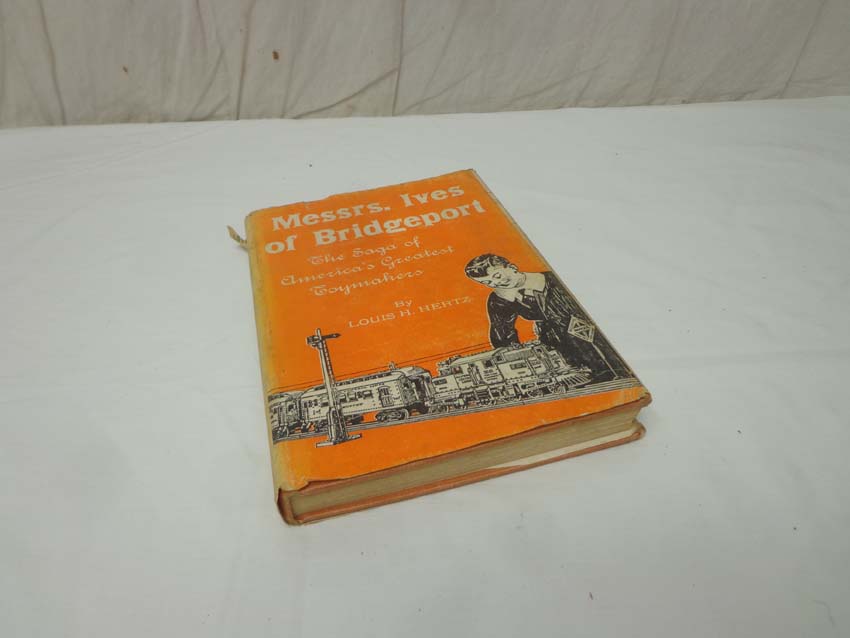 Messrs. Ives
of Bridgeport
The Saga of
America's Greatest
Toymakers
By
LOUIS H. HERTZ